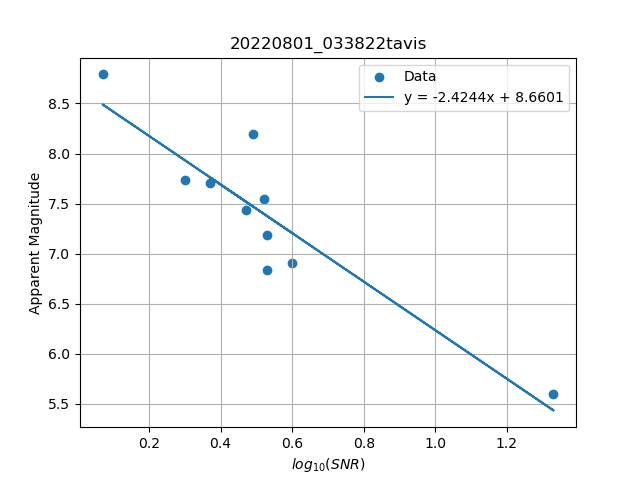 20220801_033822tavis
Data
y = -2.4244x + 8.6601
8.5
8.0
7.5
7.0
6.5
6.0
5.5
Apparent Magnitude
0.2 0.4 0.6 0.8 1.0 1.2
log₁₀(SNR)